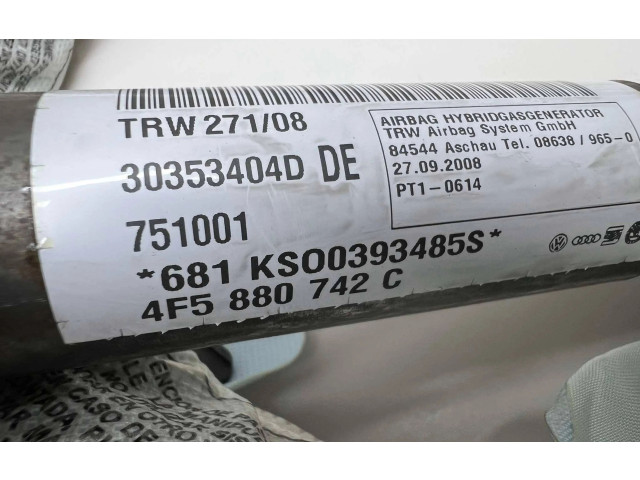 TRW 271/08
30353404D DE
751001
*681 KS00393485S*
4F5 880 742 C
AIRBAG HYBRIDGASGENERATOR
TRW Airbag System GmbH
84544 Aschau Tel. 08638 / 965-0
27.09.2008
PT1-0614